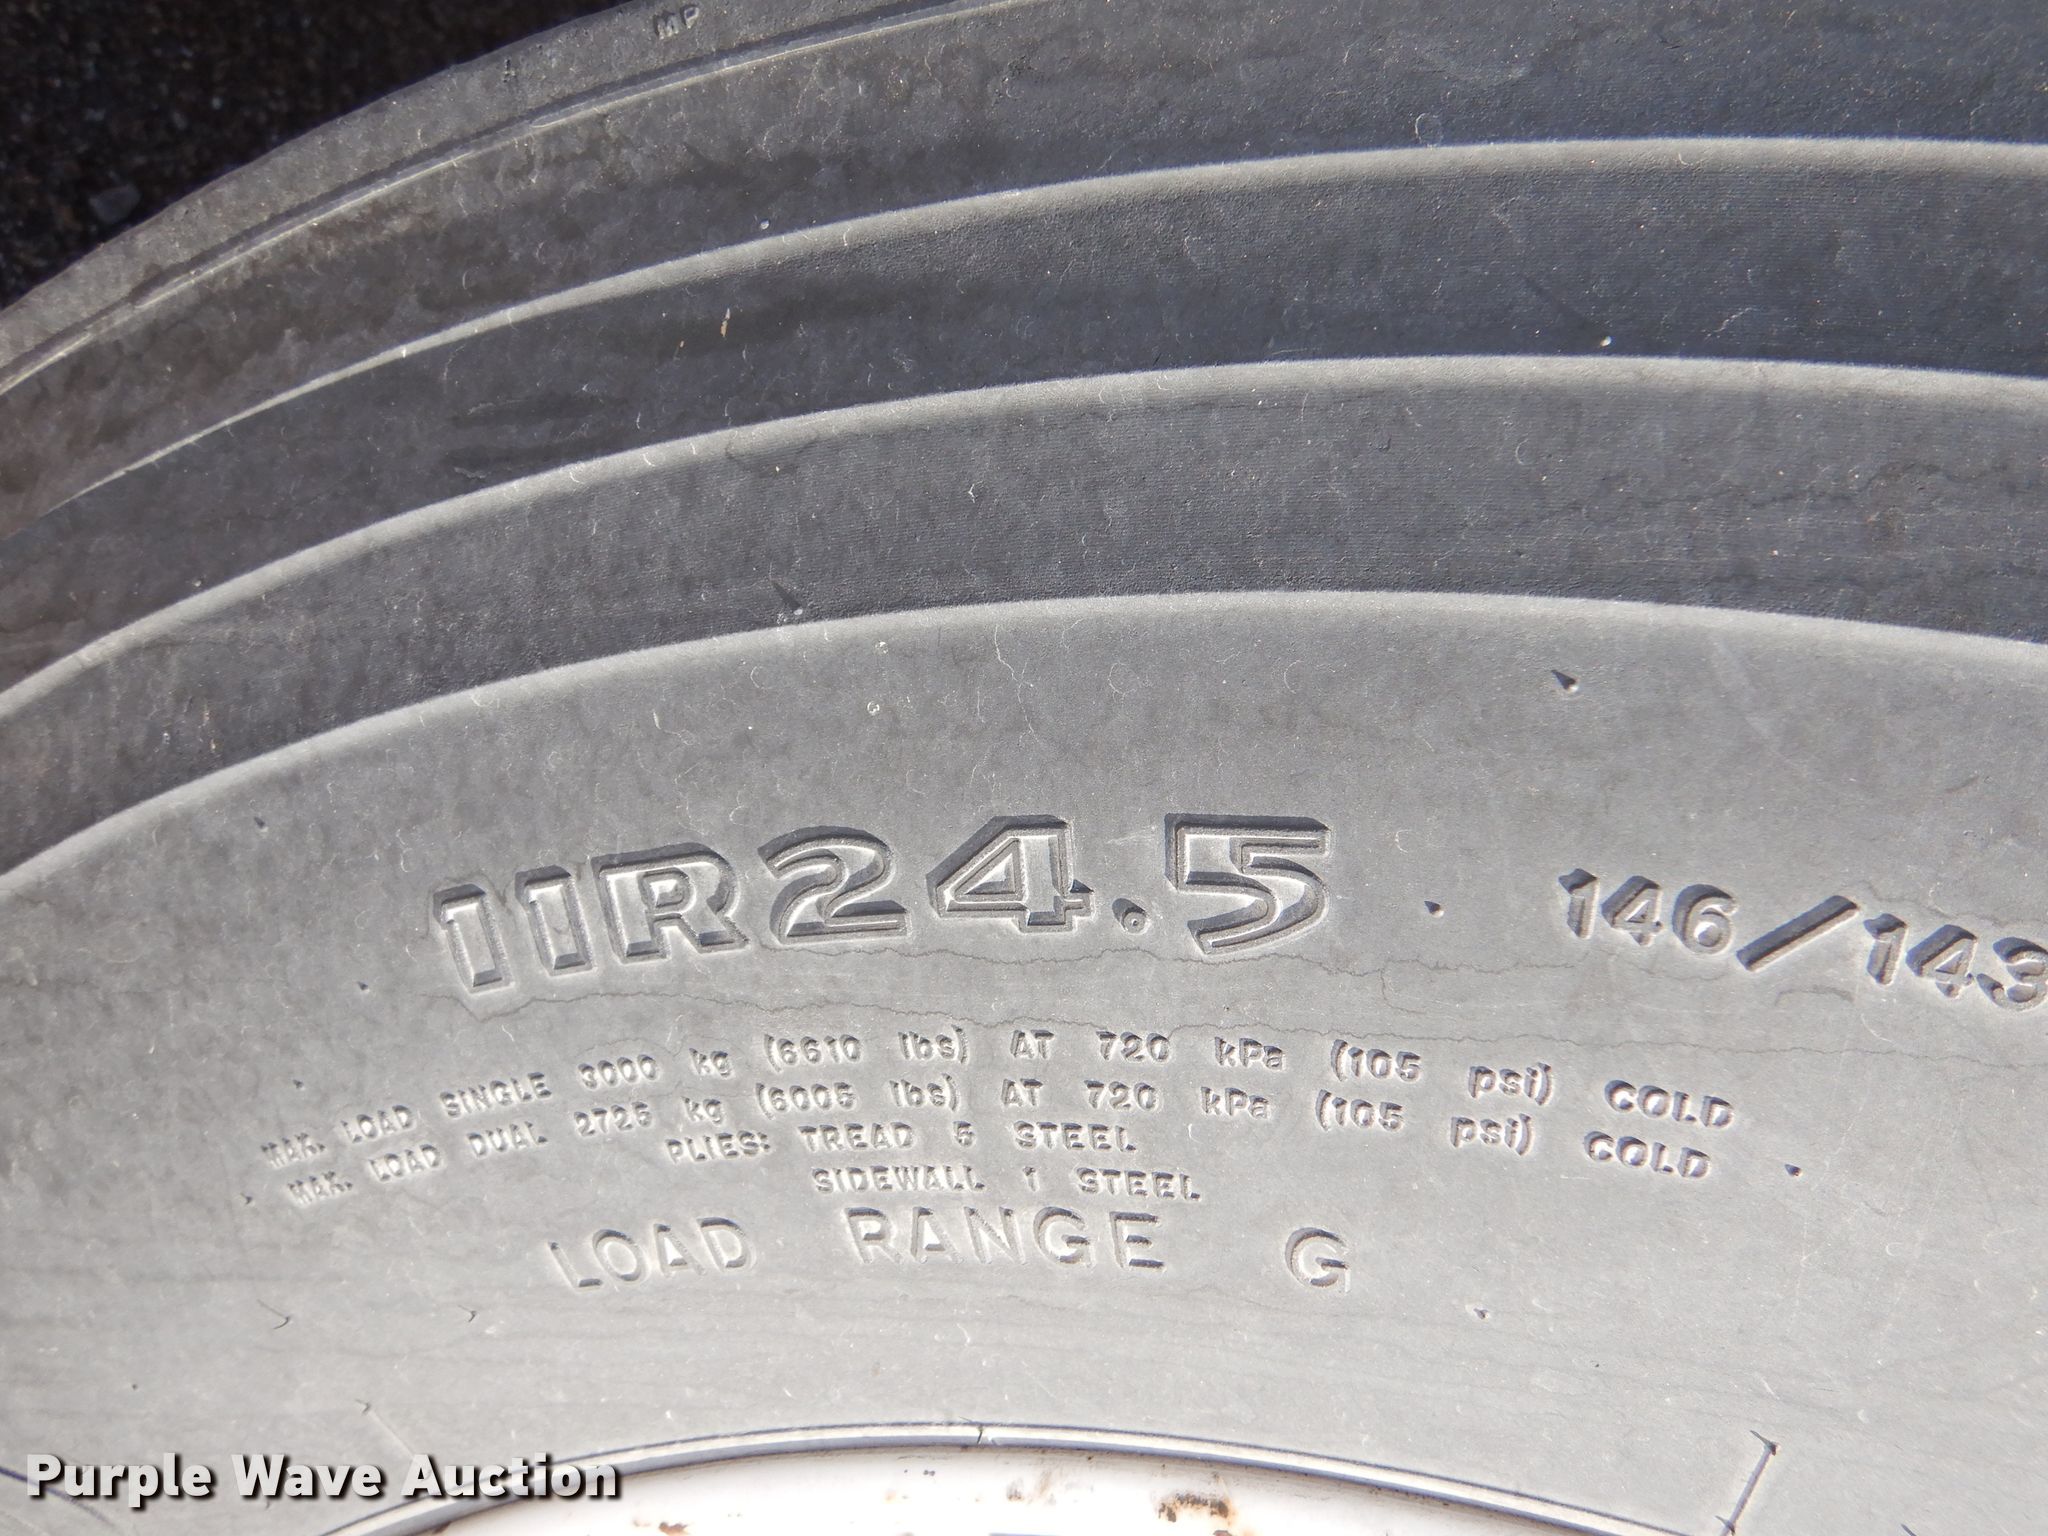 MP
11R24.5 146/143
MAX. LOAD SINGLE 3000 kg (6610 lbs) AT 720 kPa (105 psi) COLD
MAX. LOAD DUAL 2725 kg (6005 lbs) AT 720 kPa (105 psi) COLD
PLIES: TREAD 5 STEEL
SIDEWALL 1 STEEL
LOAD RANGE G
Purple Wave Auction